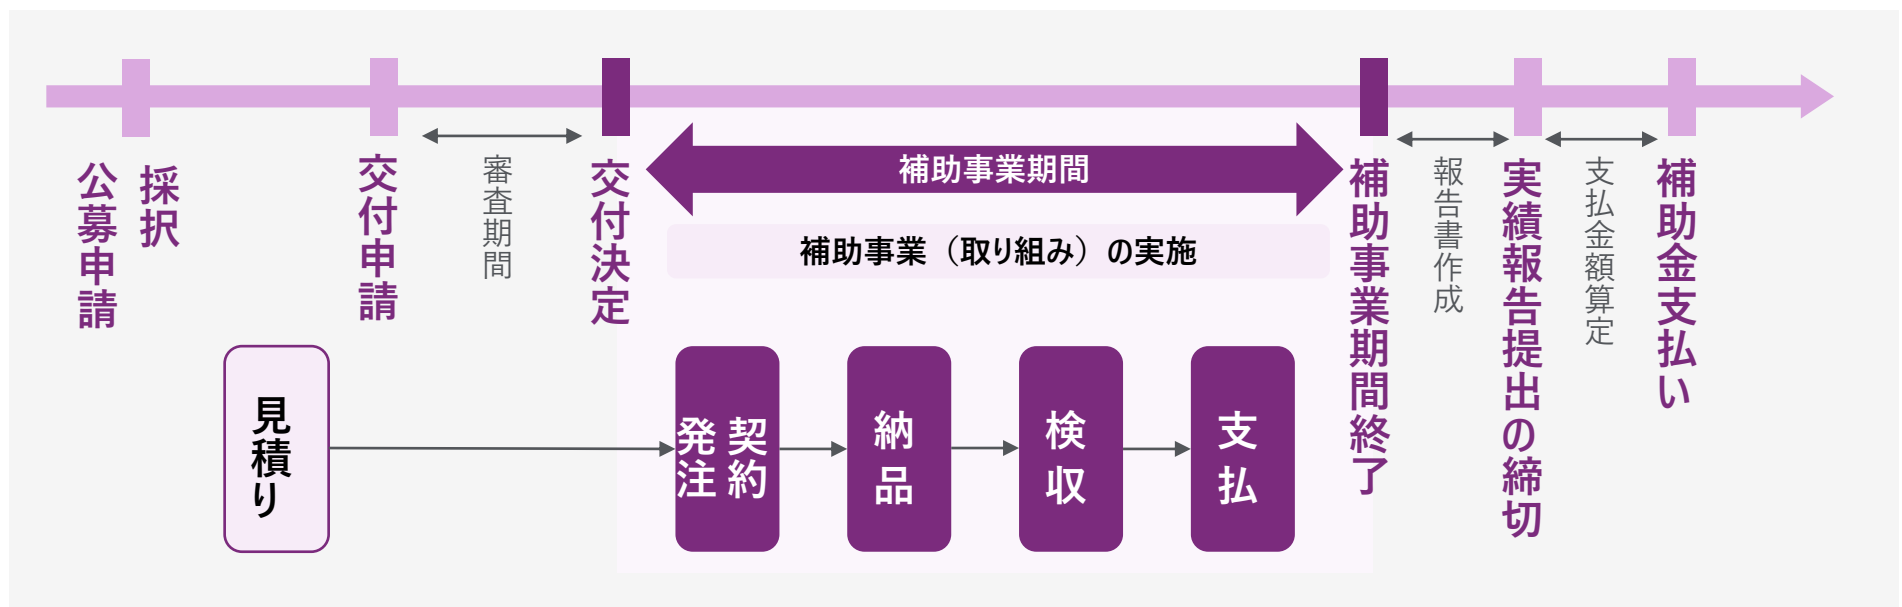 公募申請
採択
交付申請
審査期間
交付決定
補助事業期間
補助事業（取り組み）の実施
補助事業期間終了
報告書作成
実績報告提出の締切
支払金額算定
補助金支払い
見積り
契約
発注
納品
検収
支払